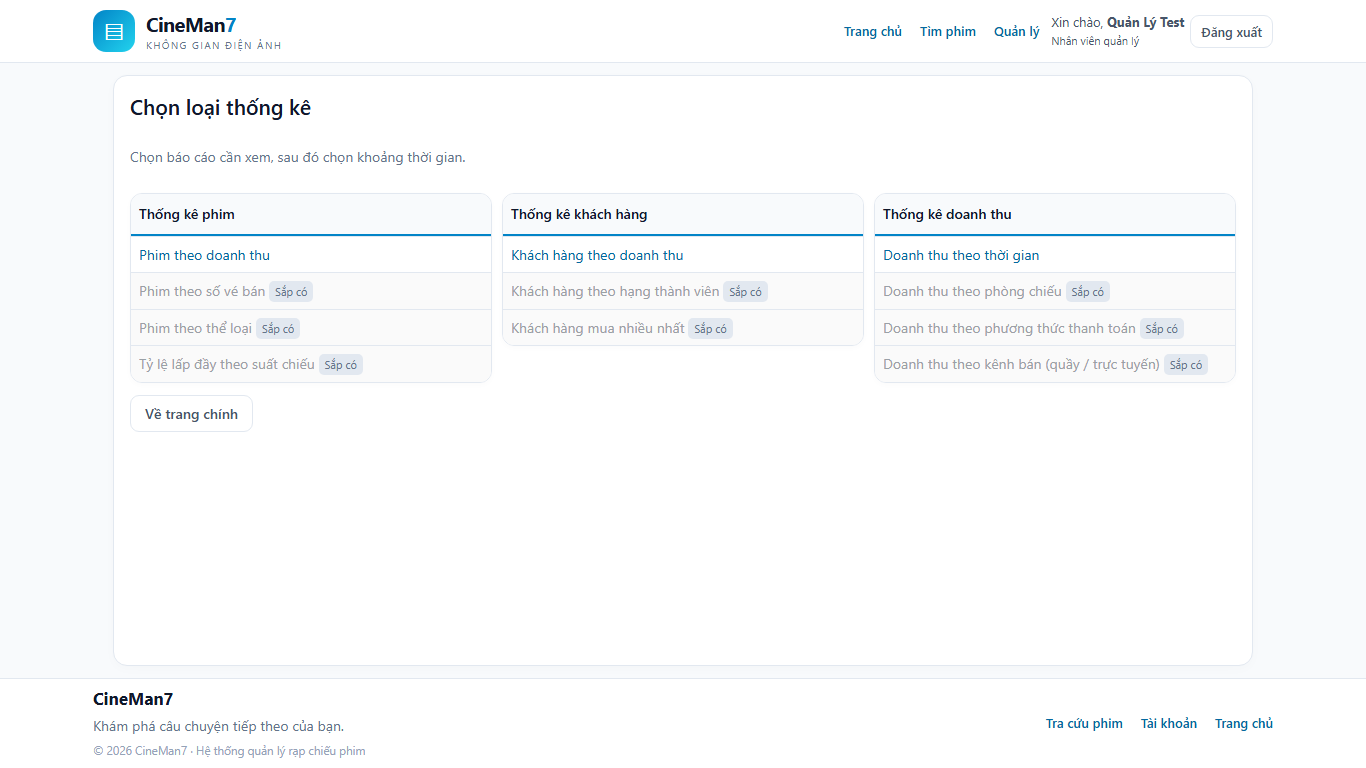 CineMan7
KHÔNG GIAN ĐIỆN ẢNH
Trang chủ
Tìm phim
Quản lý
Xin chào, Quản Lý Test
Nhân viên quản lý
Đăng xuất
Chọn loại thống kê
Chọn báo cáo cần xem, sau đó chọn khoảng thời gian.
Thống kê phim
Phim theo doanh thu
Phim theo số vé bán Sắp có
Phim theo thể loại Sắp có
Tỷ lệ lấp đầy theo suất chiếu Sắp có
Thống kê khách hàng
Khách hàng theo doanh thu
Khách hàng theo hạng thành viên Sắp có
Khách hàng mua nhiều nhất Sắp có
Thống kê doanh thu
Doanh thu theo thời gian
Doanh thu theo phòng chiếu Sắp có
Doanh thu theo phương thức thanh toán Sắp có
Doanh thu theo kênh bán (quầy / trực tuyến) Sắp có
Về trang chính
CineMan7
Khám phá câu chuyện tiếp theo của bạn.
© 2026 CineMan7 · Hệ thống quản lý rạp chiếu phim
Tra cứu phim
Tài khoản
Trang chủ